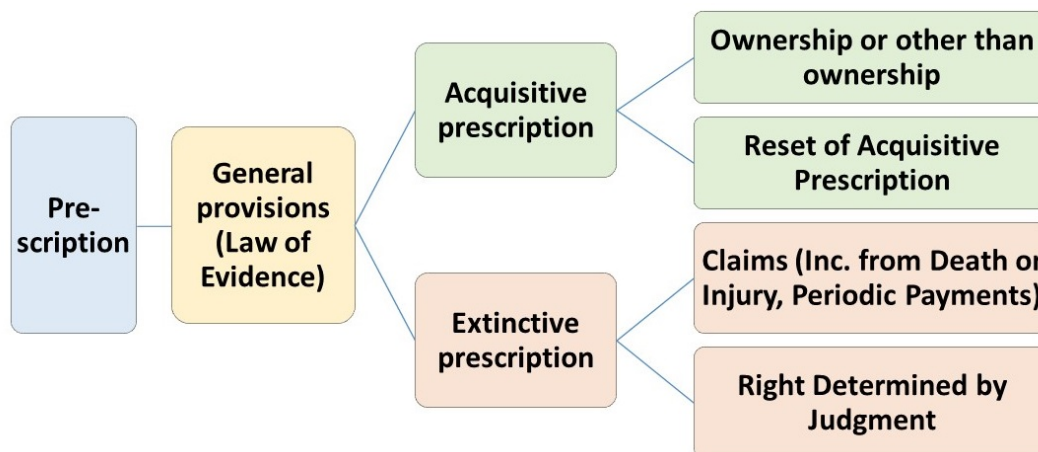 Pre-
scription
General
provisions
(Law of
Evidence)
Acquisitive
prescription
Extinctive
prescription
Ownership or other than
ownership
Reset of Acquisitive
Prescription
Claims (Inc. from Death or
Injury, Periodic Payments)
Right Determined by
Judgment